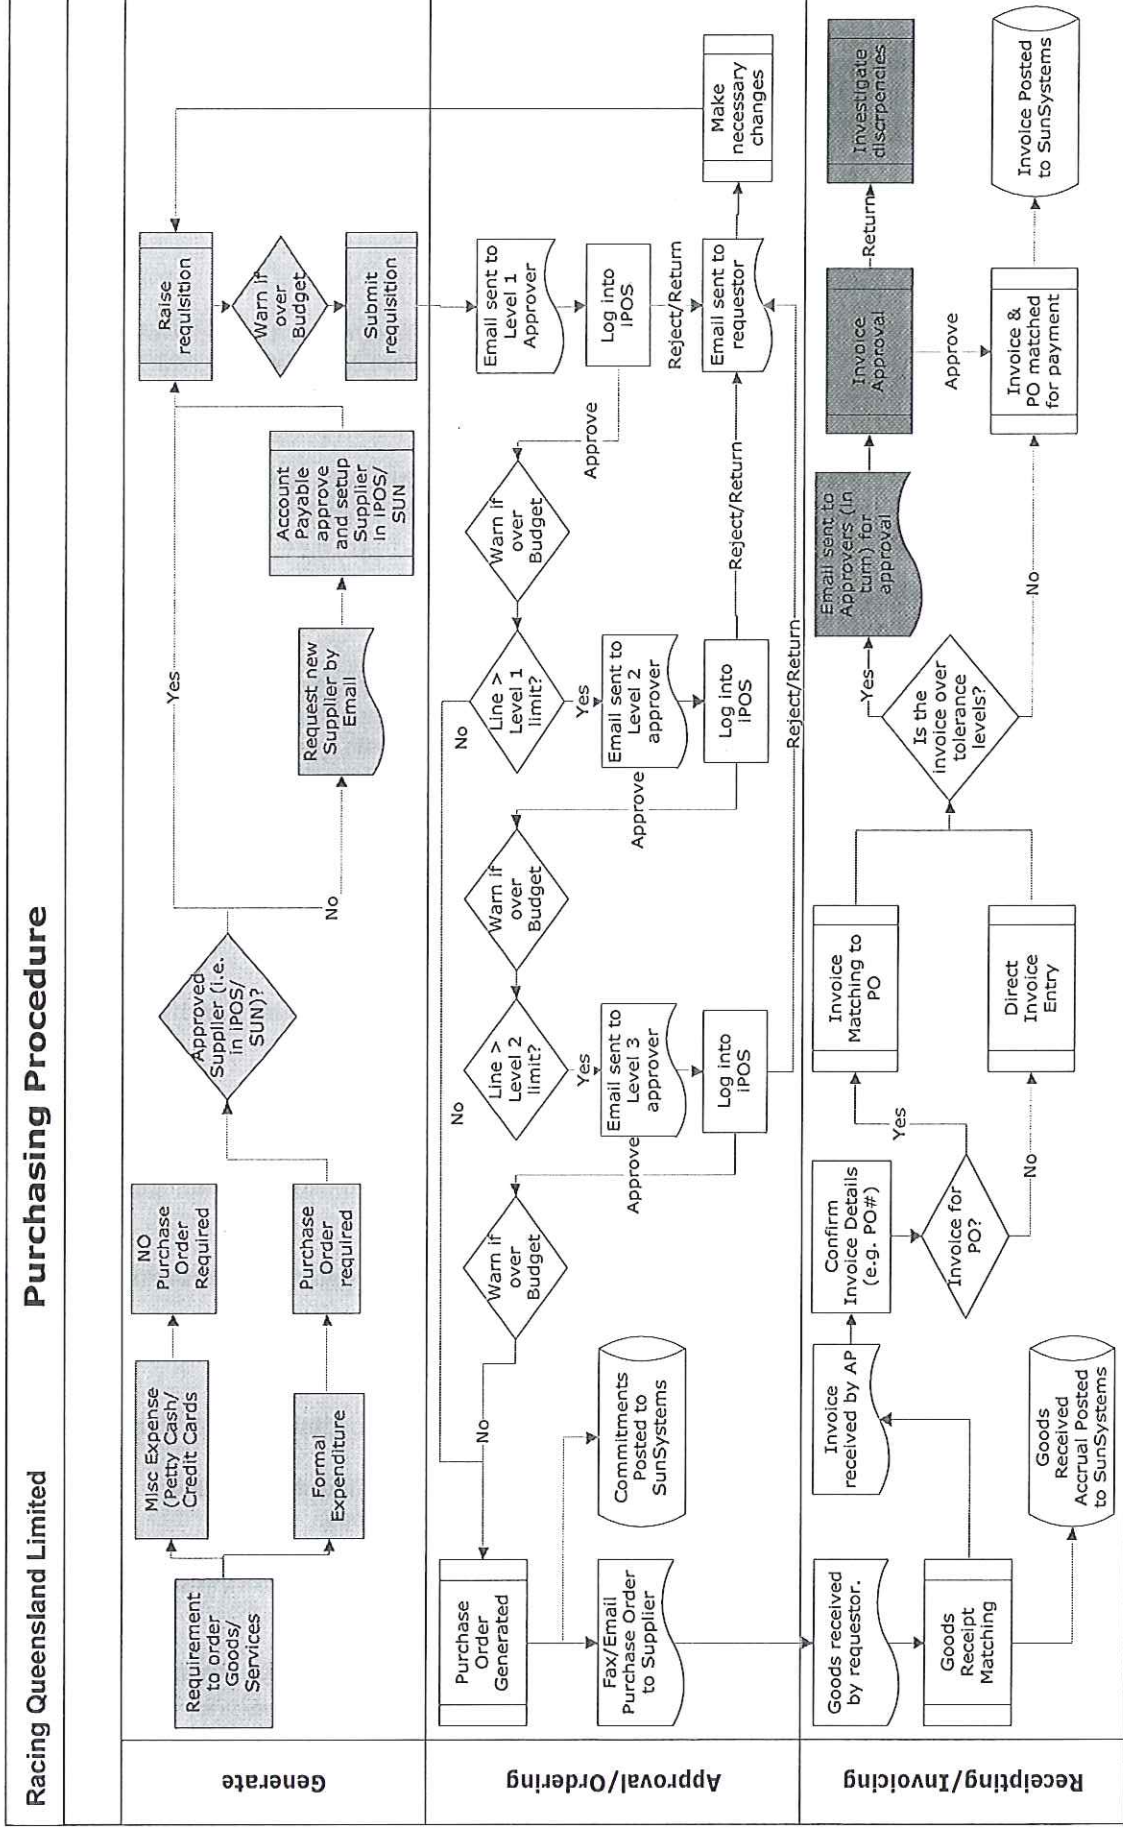 Racing Queensland Limited
Purchasing Procedure
Generate
Requirement
to order
Goods/
Services
Misc Expense
(Petty Cash/
Credit Cards
NO
Purchase
Order
Required
Formal
Expenditure
Purchase
Order
required
Approved
Supplier (i.e.
in iPOS/
SUN)?
Yes
No
Request new
Supplier by
Email
Account
Payable
approve
and setup
Supplier
in iPOS/
SUN
Raise
requisition
Warn if
over
Budget
Submit
requisition
Approval/Ordering
Email sent to
Level 1
Approver
Log into
iPOS
Reject/Return
Email sent to
requestor
Make
necessary
changes
Approve
Warn if
over
Budget
Line >
Level 1
limit?
No
Yes
Email sent to
Level 2
approver
Log into
iPOS
Reject/Return
Approve
Warn if
over
Budget
Line >
Level 2
limit?
No
Yes
Email sent to
Level 3
approver
Log into
iPOS
Reject/Return
Approve
Warn if
over
Budget
No
Purchase
Order
Generated
Commitments
Posted to
SunSystems
Fax/Email
Purchase Order
to Supplier
Receipting/Invoicing
Goods received
by requestor.
Goods
Receipt
Matching
Goods
Received
Accrual Posted
to SunSystems
Invoice
received by AP
Confirm
Invoice Details
(e.g. PO#)
Invoice for
PO?
Yes
No
Invoice
Matching to
PO
Direct
Invoice
Entry
Is the
invoice over
tolerance
levels?
Yes
No
Email sent to
Approvers (in
turn) for
approval
Invoice
Approval
Return
Investigate
discrpencies
Approve
Invoice &
PO matched
for payment
Invoice Posted
to SunSystems